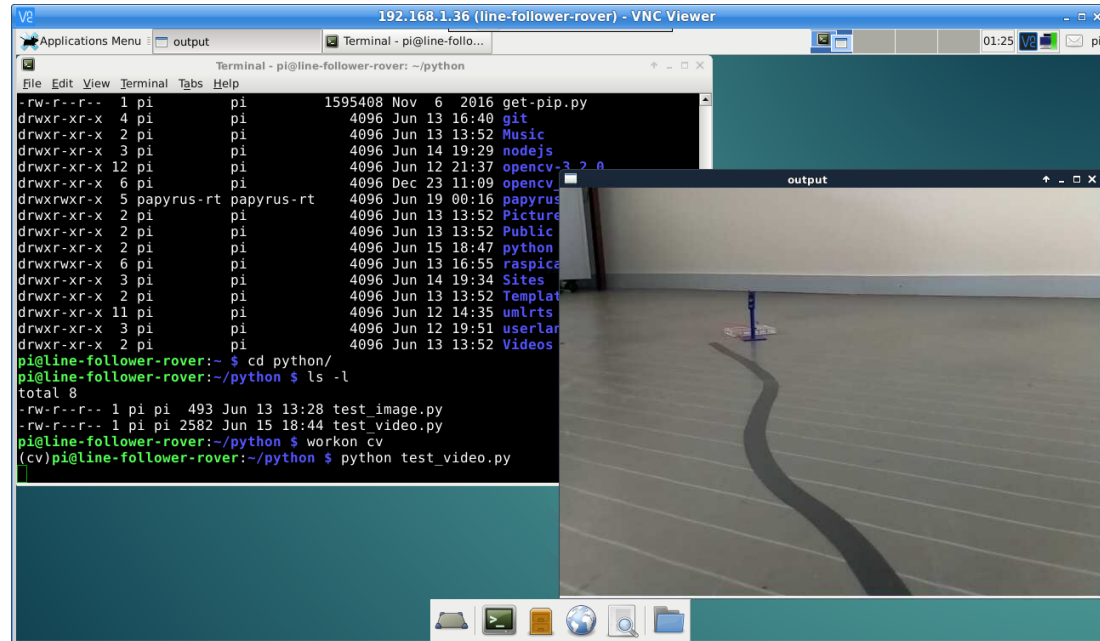 192.168.1.36 (line-follower-rover) - VNC Viewer
Applications Menu output Terminal - pi@line-follo... 01:25 pi
Terminal - pi@line-follower-rover: ~/python
File Edit View Terminal Tabs Help
-rw-r--r-- 1 pi pi 1595408 Nov 6 2016 get-pip.py
drwxr-xr-x 4 pi pi 4096 Jun 13 16:40 git
drwxr-xr-x 2 pi pi 4096 Jun 13 13:52 Music
drwxr-xr-x 3 pi pi 4096 Jun 14 19:29 nodejs
drwxr-xr-x 12 pi pi 4096 Jun 12 21:37 opencv-3.2.0
drwxr-xr-x 6 pi pi 4096 Dec 23 11:09 opencv_
drwxrwxr-x 5 papyrus-rt papyrus-rt 4096 Jun 19 00:16 papyrus
drwxr-xr-x 2 pi pi 4096 Jun 13 13:52 Picture
drwxr-xr-x 2 pi pi 4096 Jun 13 13:52 Public
drwxr-xr-x 2 pi pi 4096 Jun 15 18:47 python
drwxrwxr-x 6 pi pi 4096 Jun 13 16:55 raspica
drwxr-xr-x 3 pi pi 4096 Jun 14 19:34 Sites
drwxr-xr-x 2 pi pi 4096 Jun 13 13:52 Templat
drwxr-xr-x 11 pi pi 4096 Jun 12 14:35 umlrts
drwxr-xr-x 3 pi pi 4096 Jun 12 19:51 userlan
drwxr-xr-x 2 pi pi 4096 Jun 13 13:52 Videos
pi@line-follower-rover:~ $ cd python/
pi@line-follower-rover:~/python $ ls -l
total 8
-rw-r--r-- 1 pi pi 493 Jun 13 13:28 test_image.py
-rw-r--r-- 1 pi pi 2582 Jun 15 18:44 test_video.py
pi@line-follower-rover:~/python $ workon cv
(cv)pi@line-follower-rover:~/python $ python test_video.py
output